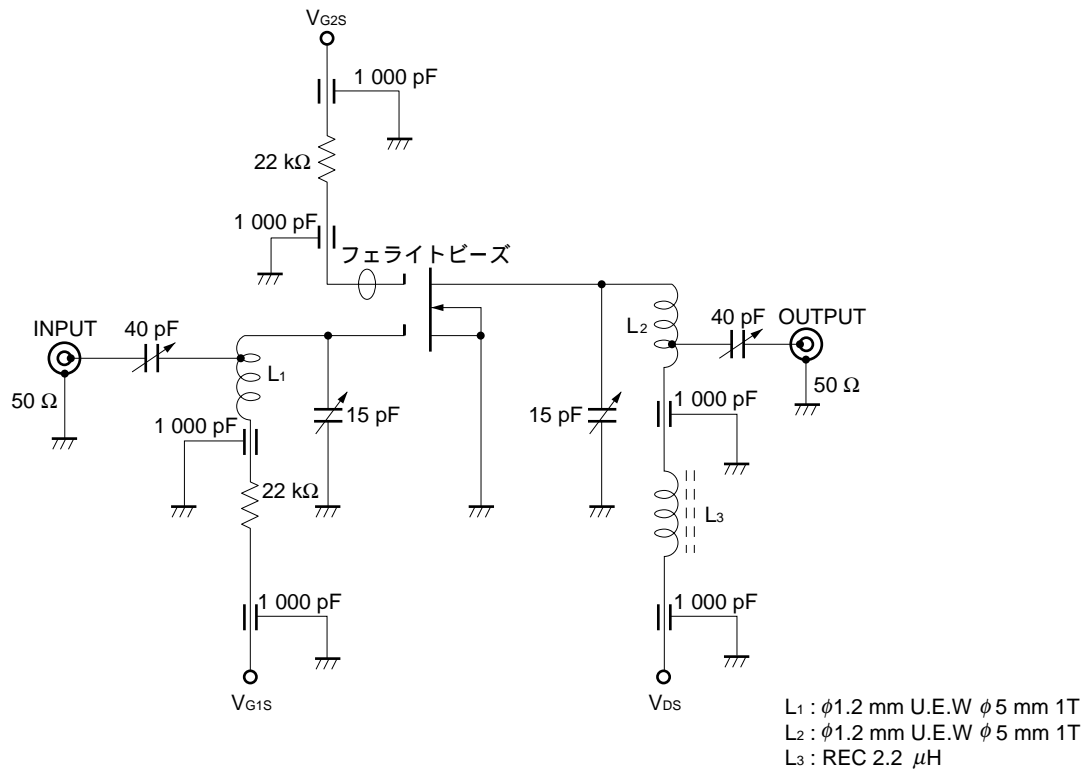 VG2S
1 000 pF
22 kΩ
1 000 pF
フェライトビーズ
INPUT
40 pF
L1
50 Ω
1 000 pF
15 pF
22 kΩ
1 000 pF
VG1S
L2
40 pF
OUTPUT
50 Ω
15 pF
1 000 pF
L3
1 000 pF
VDS
L1 : φ1.2 mm U.E.W φ5 mm 1T
L2 : φ1.2 mm U.E.W φ5 mm 1T
L3 : REC 2.2 μH